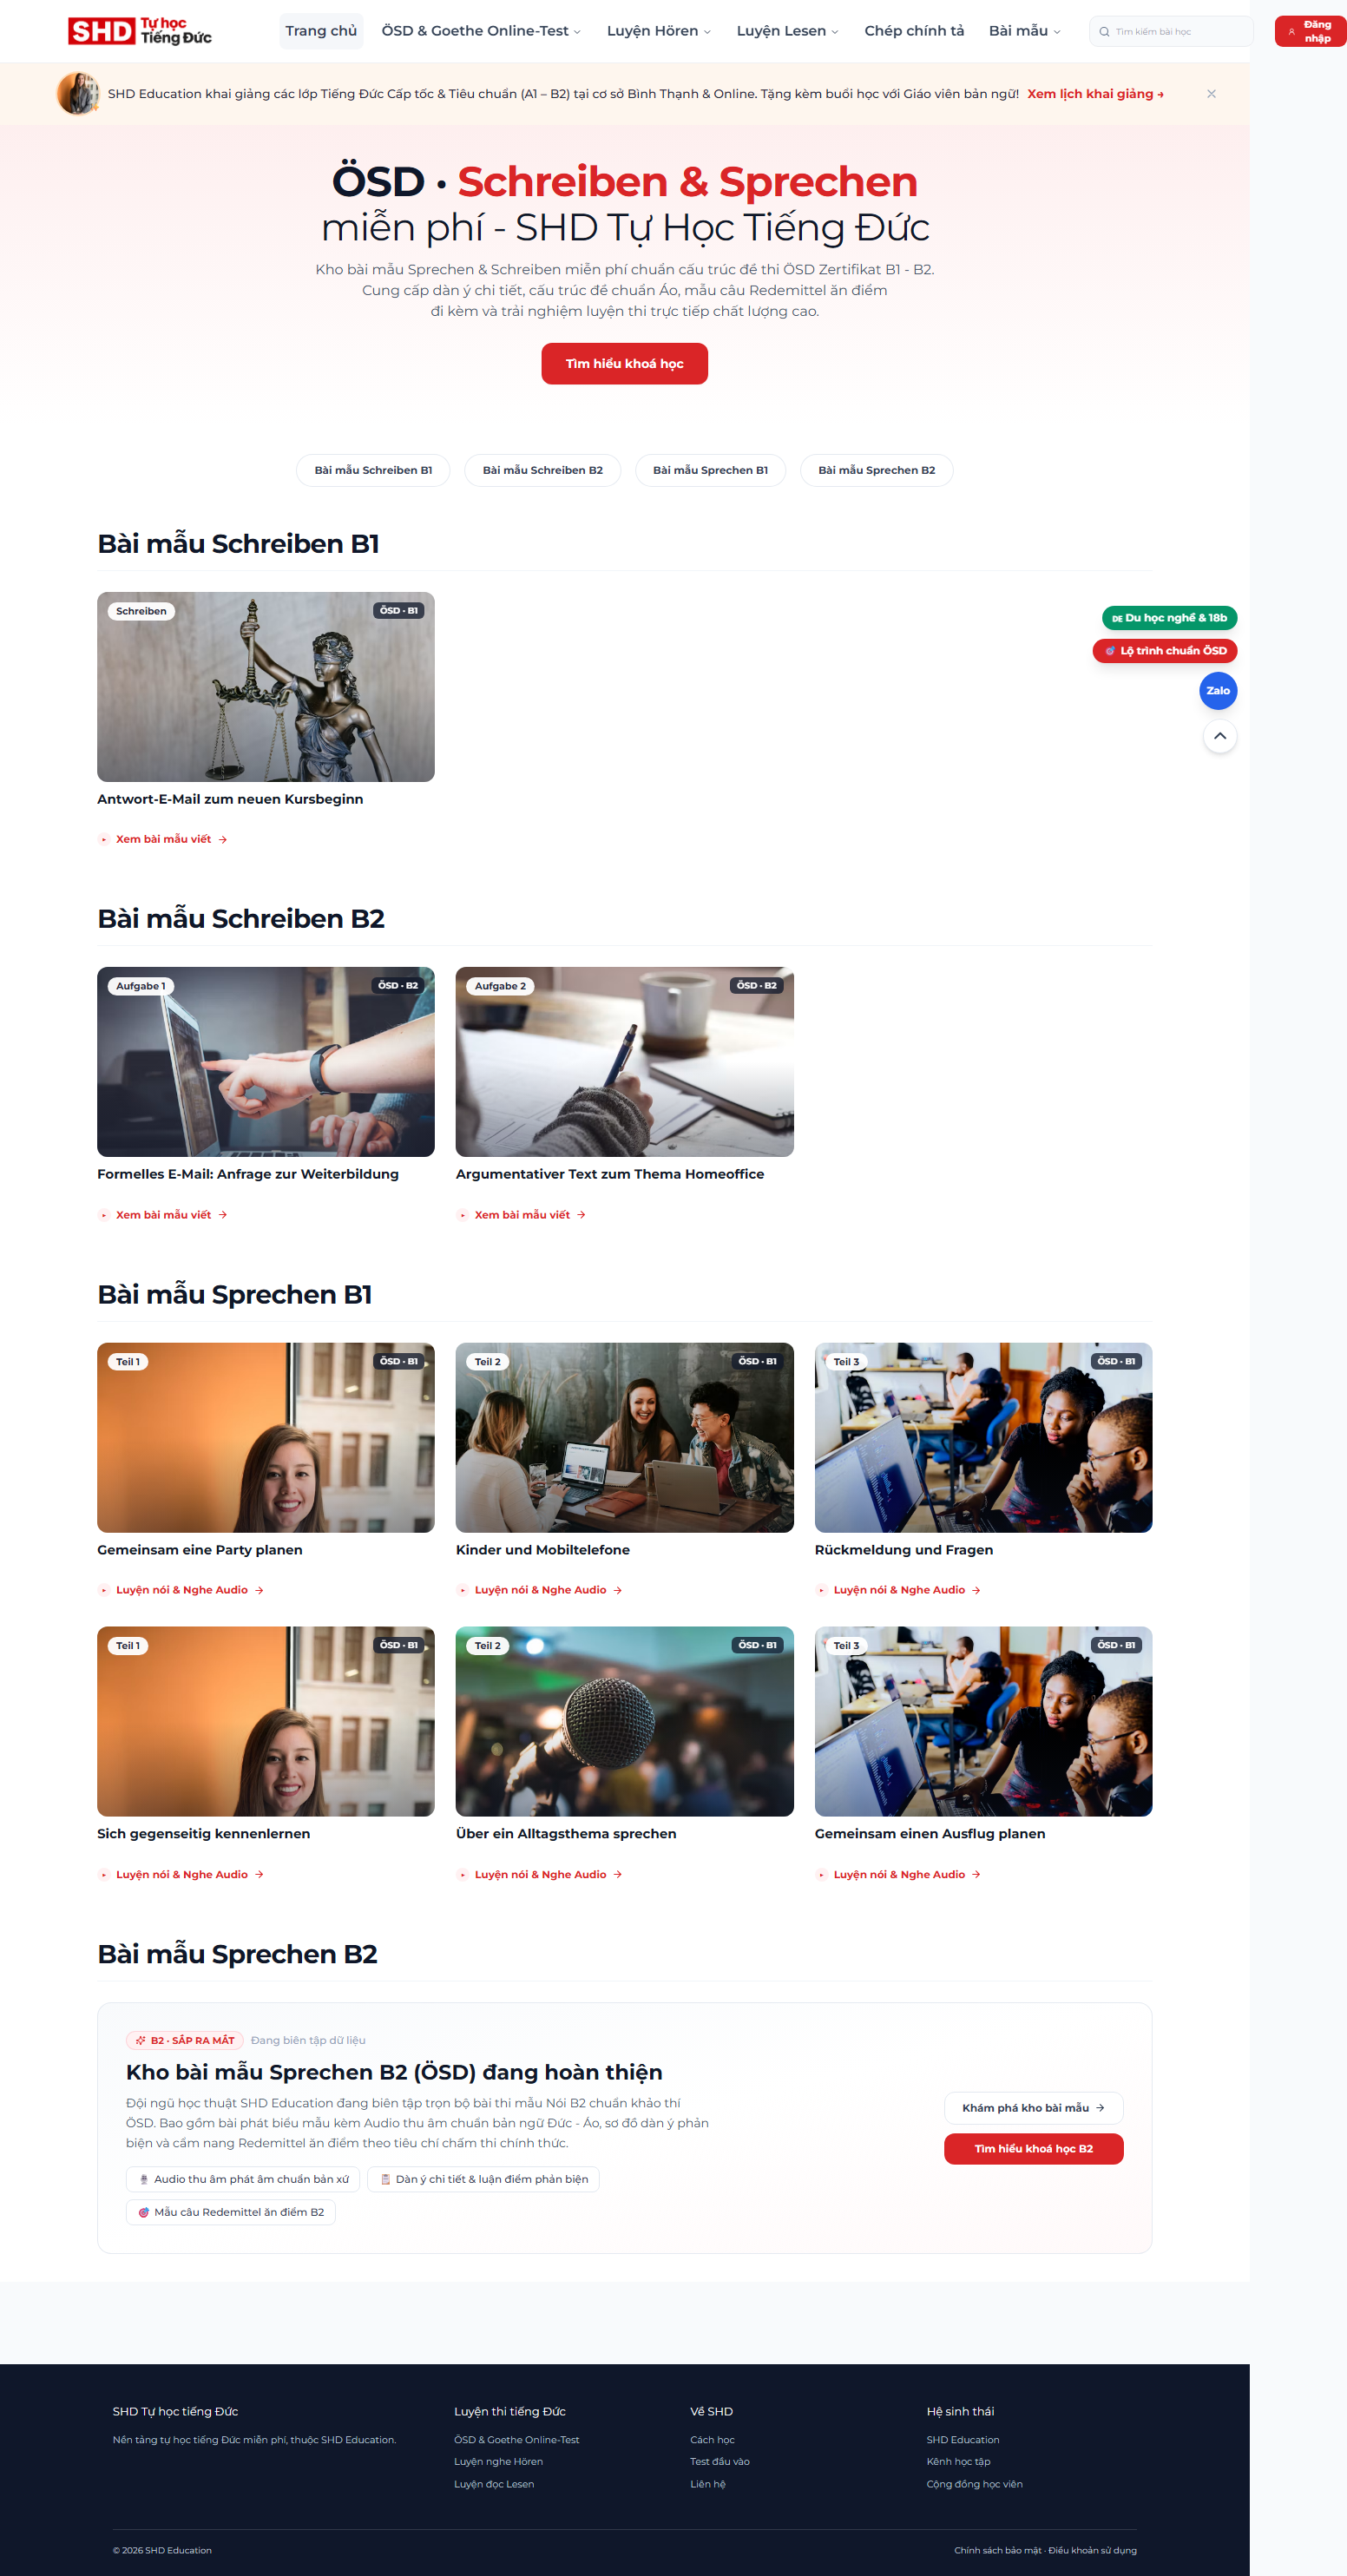 SHD Tự học Tiếng Đức
Trang chủ
ÖSD & Goethe Online-Test
Luyện Hören
Luyện Lesen
Chép chính tả
Bài mẫu
Tìm kiếm bài học
Đăng nhập
SHD Education khai giảng các lớp Tiếng Đức Cấp tốc & Tiêu chuẩn (A1 – B2) tại cơ sở Bình Thạnh & Online. Tặng kèm buổi học với Giáo viên bản ngữ! Xem lịch khai giảng →
ÖSD · Schreiben & Sprechen
miễn phí - SHD Tự Học Tiếng Đức
Kho bài mẫu Sprechen & Schreiben miễn phí chuẩn cấu trúc đề thi ÖSD Zertifikat B1 - B2.
Cung cấp dàn ý chi tiết, cấu trúc đề chuẩn Áo, mẫu câu Redemittel ăn điểm
đi kèm và trải nghiệm luyện thi trực tiếp chất lượng cao.
Tìm hiểu khoá học
Bài mẫu Schreiben B1
Bài mẫu Schreiben B2
Bài mẫu Sprechen B1
Bài mẫu Sprechen B2
Bài mẫu Schreiben B1
Schreiben
ÖSD · B1
Antwort-E-Mail zum neuen Kursbeginn
Xem bài mẫu viết →
DE Du học nghề & 18b
Lộ trình chuẩn ÖSD
Zalo
Bài mẫu Schreiben B2
Aufgabe 1
ÖSD · B2
Aufgabe 2
ÖSD · B2
Formelles E-Mail: Anfrage zur Weiterbildung
Argumentativer Text zum Thema Homeoffice
Xem bài mẫu viết →
Xem bài mẫu viết →
Bài mẫu Sprechen B1
Teil 1
ÖSD · B1
Teil 2
ÖSD · B1
Teil 3
ÖSD · B1
Gemeinsam eine Party planen
Kinder und Mobiltelefone
Rückmeldung und Fragen
Luyện nói & Nghe Audio →
Luyện nói & Nghe Audio →
Luyện nói & Nghe Audio →
Teil 1
ÖSD · B1
Teil 2
ÖSD · B1
Teil 3
ÖSD · B1
Sich gegenseitig kennenlernen
Über ein Alltagsthema sprechen
Gemeinsam einen Ausflug planen
Luyện nói & Nghe Audio →
Luyện nói & Nghe Audio →
Luyện nói & Nghe Audio →
Bài mẫu Sprechen B2
B2 · SẮP RA MẮT
Đang biên tập dữ liệu
Kho bài mẫu Sprechen B2 (ÖSD) đang hoàn thiện
Đội ngũ học thuật SHD Education đang biên tập trọn bộ bài thi mẫu Nói B2 chuẩn khảo thí
ÖSD. Bao gồm bài phát biểu mẫu kèm Audio thu âm chuẩn bản ngữ Đức - Áo, sơ đồ dàn ý phản
biện và cẩm nang Redemittel ăn điểm theo tiêu chí chấm thi chính thức.
Audio thu âm phát âm chuẩn bản xứ
Dàn ý chi tiết & luận điểm phản biện
Mẫu câu Redemittel ăn điểm B2
Khám phá kho bài mẫu →
Tìm hiểu khoá học B2
SHD Tự học tiếng Đức
Nền tảng tự học tiếng Đức miễn phí, thuộc SHD Education.
Luyện thi tiếng Đức
ÖSD & Goethe Online-Test
Luyện nghe Hören
Luyện đọc Lesen
Về SHD
Cách học
Test đầu vào
Liên hệ
Hệ sinh thái
SHD Education
Kênh học tập
Cộng đồng học viên
© 2026 SHD Education
Chính sách bảo mật · Điều khoản sử dụng